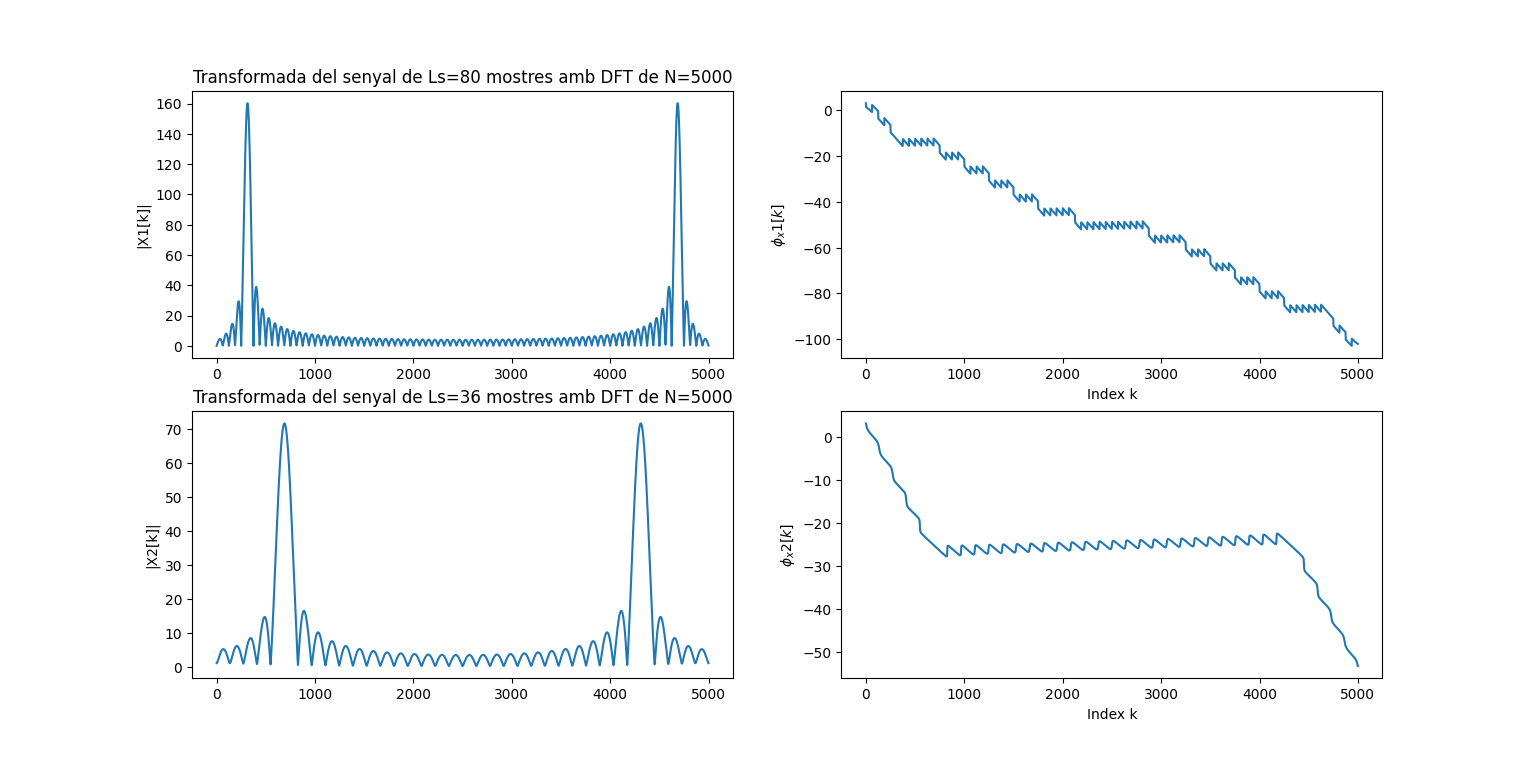 Transformada del senyal de Ls=80 mostres amb DFT de N=5000
|X1[k]|
160
140
120
100
80
60
40
20
0
0 1000 2000 3000 4000 5000
ϕₓ1[k]
0
−20
−40
−60
−80
−100
0 1000 2000 3000 4000 5000
Index k
Transformada del senyal de Ls=36 mostres amb DFT de N=5000
|X2[k]|
70
60
50
40
30
20
10
0
0 1000 2000 3000 4000 5000
ϕₓ2[k]
0
−10
−20
−30
−40
−50
0 1000 2000 3000 4000 5000
Index k